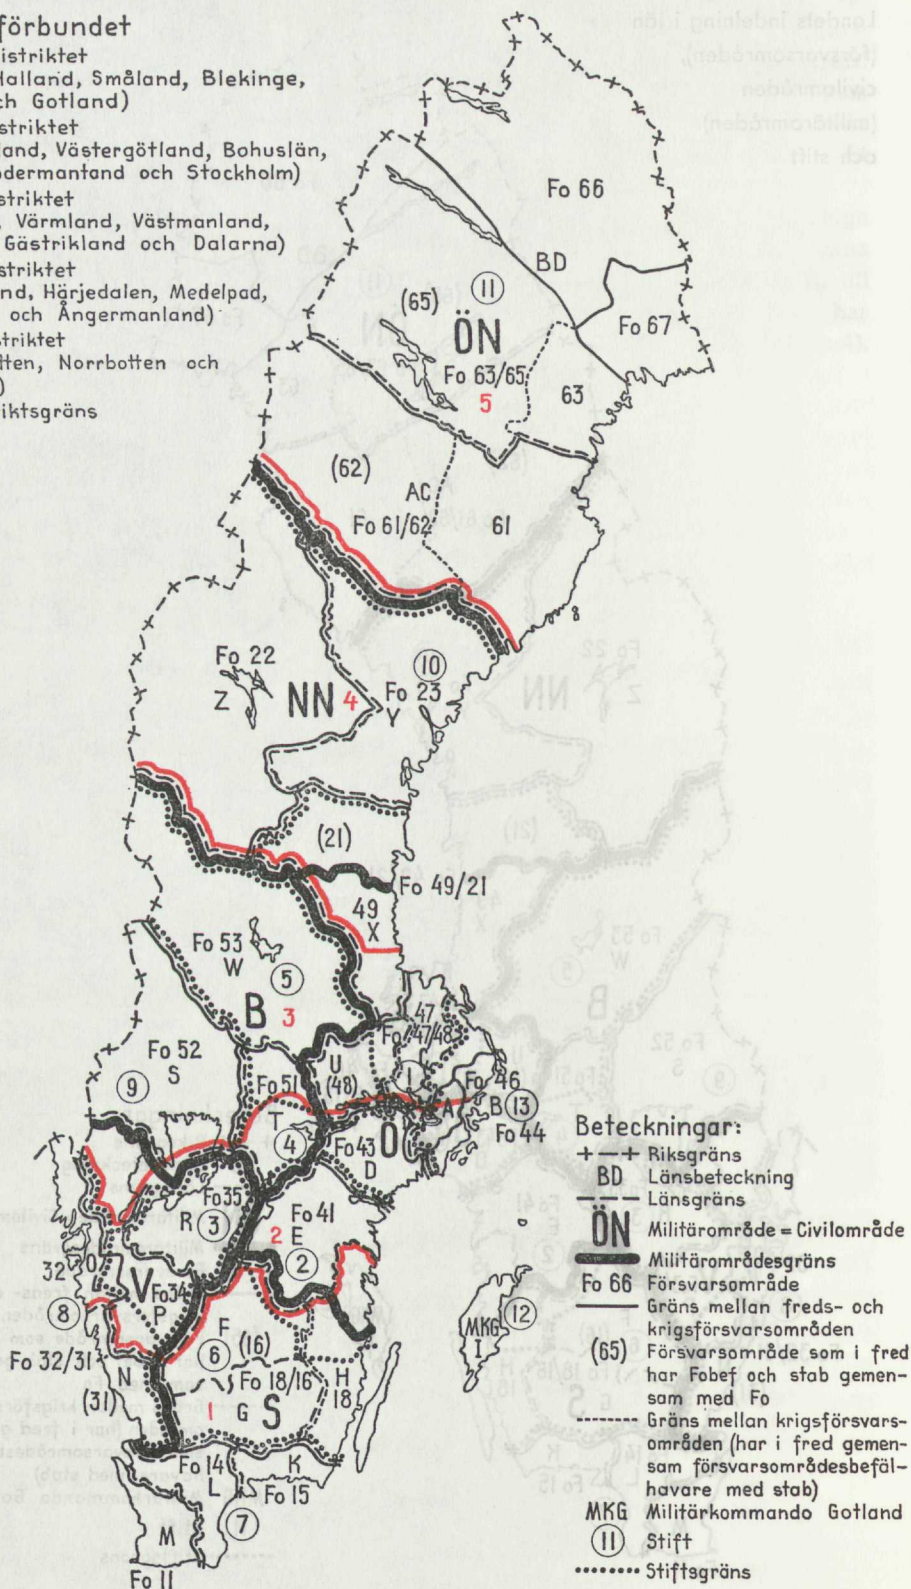 förbundet
istriktet
Halland, Småland, Blekinge,
ch Gotland)
striktet
land, Västergötland, Bohuslän,
ödermantand och Stockholm)
striktet
, Värmland, Västmanland,
Gästrikland och Dalarna)
striktet
nd, Härjedalen, Medelpad,
och Ångermanland)
striktet
tten, Norrbotten och
)
riktsgräns
Fo 66
BD
(65)
11
ÖN
Fo 67
Fo 63/65
5
63
(62)
AC
Fo 61/62
61
Fo 22
Z
NN 4
10
Fo 23
Y
(21)
Fo 49/21
49
X
Fo 53
W
5
B 3
47
Fo 47/48
U
(48)
Fo 52
S
9
Fo 51
T
4
Fo 46
A
B 13
Fo 44
Fo 43
D
Ö
Fo 35
R 3
Fo 41
2
E
2
32
O
V
Fo 34
P
8
Fo 32/31
N
(31)
F
6
(16)
Fo 18/16
H
18
1
G
S
MKG
I
12
Fo 14
L
K
Fo 15
7
M
Fo 11
Beteckningar:
+—+ Riksgräns
BD Länsbeteckning
Länsgräns
ÖN Militärområde = Civilområde
Militärområdesgräns
Fo 66 Försvarsområde
Gräns mellan freds- och
krigsförsvarsområden
(65) Försvarsområde som i fred
har Fobef och stab gemen-
sam med Fo
Gräns mellan krigsförsvars-
områden (har i fred gemen-
sam försvarsområdesbefäl-
havare med stab)
MKG Militärkommando Gotland
11 Stift
Stiftsgräns